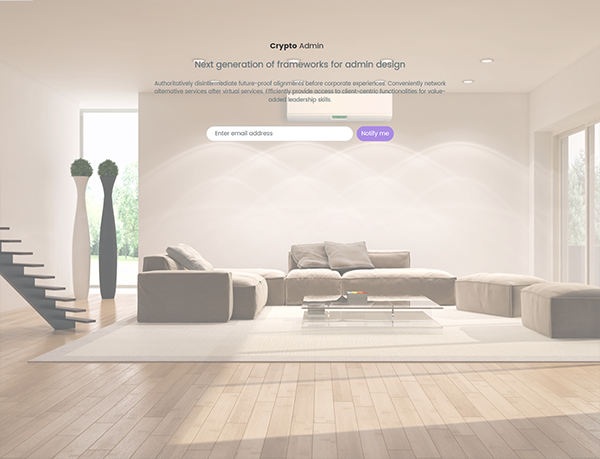 Crypto Admin
Next generation of frameworks for admin design
Authoritatively disintermediate future-proof alignments before corporate experiences. Conveniently network
alternative services after virtual services. Efficiently provide access to client-centric functionalities for value-
added leadership skills.
Enter email address
Notify me